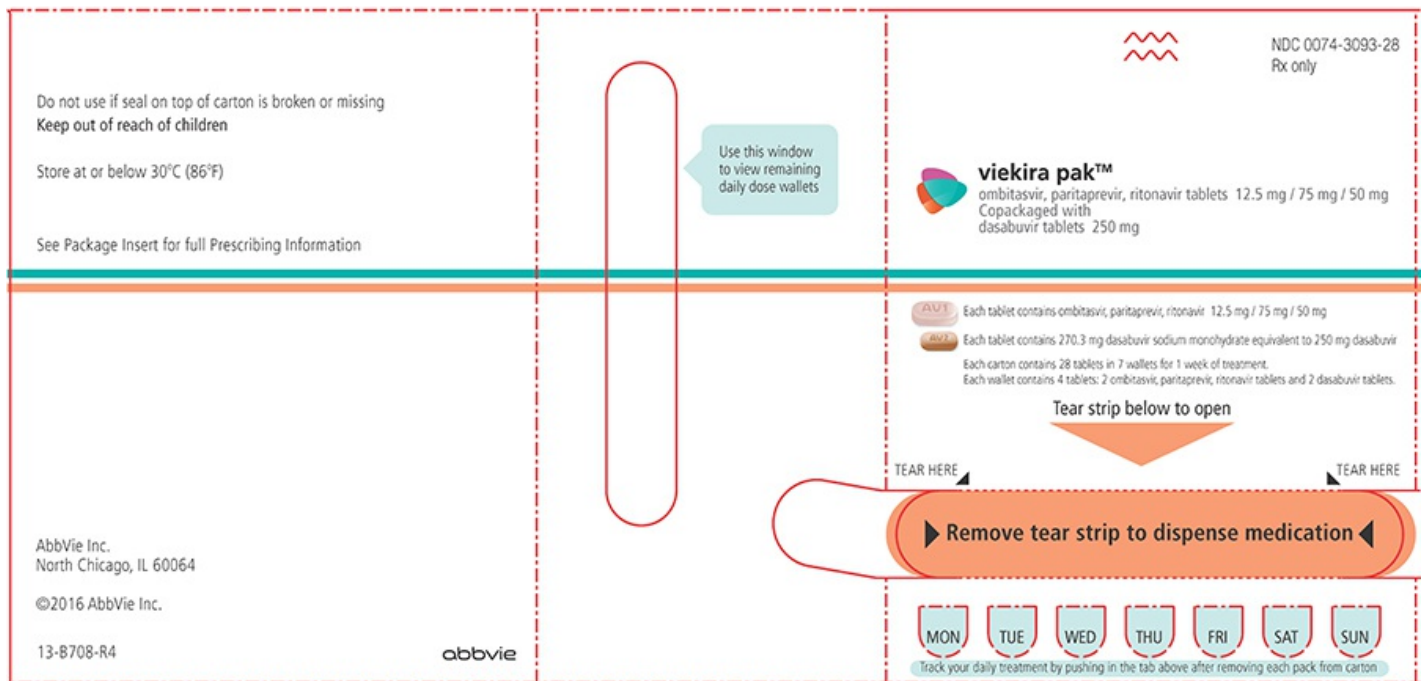 Do not use if seal on top of carton is broken or missing
Keep out of reach of children
Store at or below 30°C (86°F)
See Package Insert for full Prescribing Information
AbbVie Inc.
North Chicago, IL 60064
©2016 AbbVie Inc.
13-B708-R4
abbvie
Use this window
to view remaining
daily dose wallets
NDC 0074-3093-28
Rx only
viekira pak™
ombitasvir, paritaprevir, ritonavir tablets 12.5 mg / 75 mg / 50 mg
Copackaged with
dasabuvir tablets 250 mg
AV1
Each tablet contains ombitasvir, paritaprevir, ritonavir 12.5 mg / 75 mg / 50 mg
AV2
Each tablet contains 270.3 mg dasabuvir sodium monohydrate equivalent to 250 mg dasabuvir
Each carton contains 28 tablets in 7 wallets for 1 week of treatment.
Each wallet contains 4 tablets: 2 ombitasvir, paritaprevir, ritonavir tablets and 2 dasabuvir tablets.
Tear strip below to open
TEAR HERE TEAR HERE
Remove tear strip to dispense medication
MON TUE WED THU FRI SAT SUN
Track your daily treatment by pushing in the tab above after removing each pack from carton